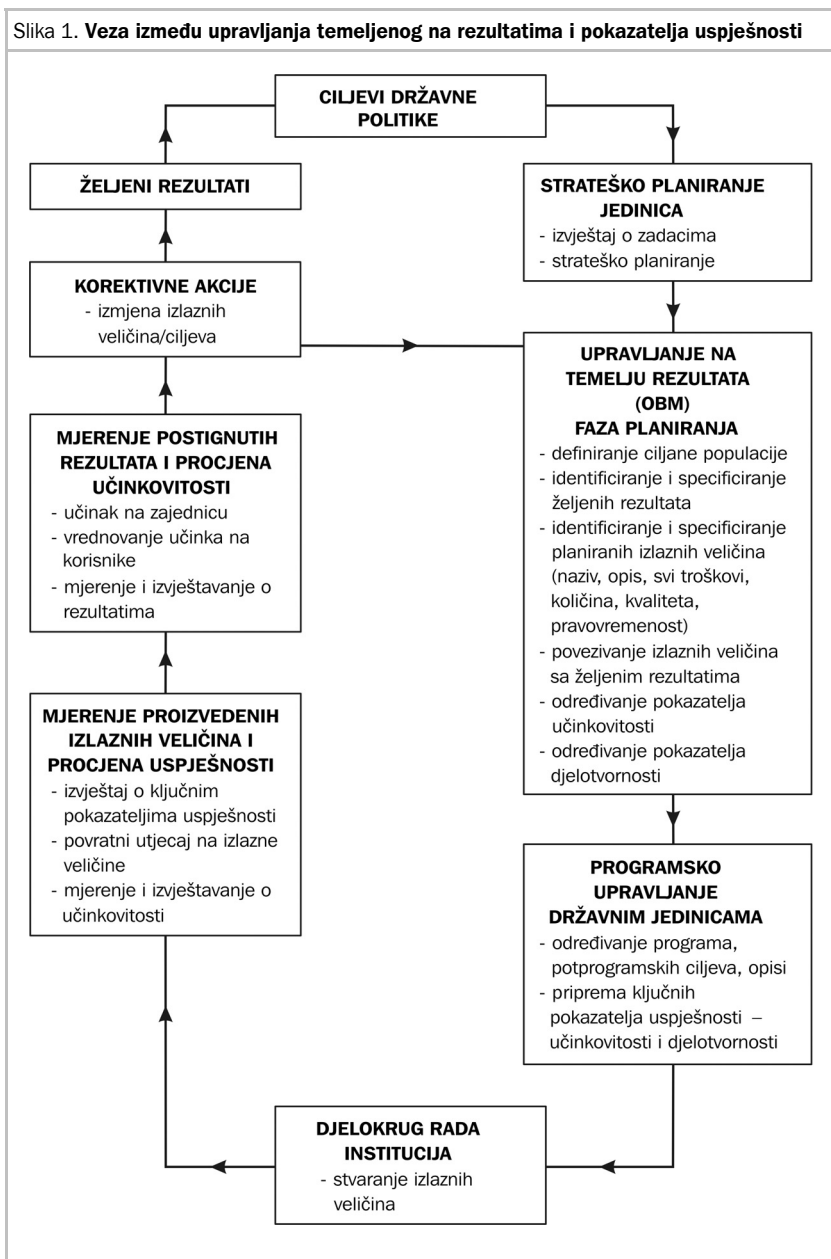 Slika 1. Veza između upravljanja temeljenog na rezultatima i pokazatelja uspješnosti
CILJEVI DRŽAVNE
POLITIKE
ŽELJENI REZULTATI
STRATEŠKO PLANIRANJE
JEDINICA
- izvještaj o zadacima
- strateško planiranje
KOREKTIVNE AKCIJE
- izmjena izlaznih
veličina/ciljeva
UPRAVLJANJE NA
TEMELJU REZULTATA
(OBM)
FAZA PLANIRANJA
- definiranje ciljane populacije
- identificiranje i specificiranje
željenih rezultata
- identificiranje i specificiranje
planiranih izlaznih veličina
(naziv, opis, svi troškovi,
količina, kvaliteta,
pravovremenost)
- povezivanje izlaznih veličina
sa željenim rezultatima
- određivanje pokazatelja
učinkovitosti
- određivanje pokazatelja
djelotvornosti
MJERENJE POSTIGNUTIH
REZULTATA I PROCJENA
UČINKOVITOSTI
- učinak na zajednicu
- vrednovanje učinka na
korisnike
- mjerenje i izvještavanje o
rezultatima
MJERENJE PROIZVEDENIH
IZLAZNIH VELIČINA I
PROCJENA USPJEŠNOSTI
- izvještaj o ključnim
pokazateljima uspješnosti
- povratni utjecaj na izlazne
veličine
- mjerenje i izvještavanje o
učinkovitosti
PROGRAMSKO
UPRAVLJANJE
DRŽAVNIM JEDINICAMA
- određivanje programa,
potprogramskih ciljeva, opisi
- priprema ključnih
pokazatelja uspješnosti –
učinkovitosti i djelotvornosti
DJELOKRUG RADA
INSTITUCIJA
- stvaranje izlaznih
veličina